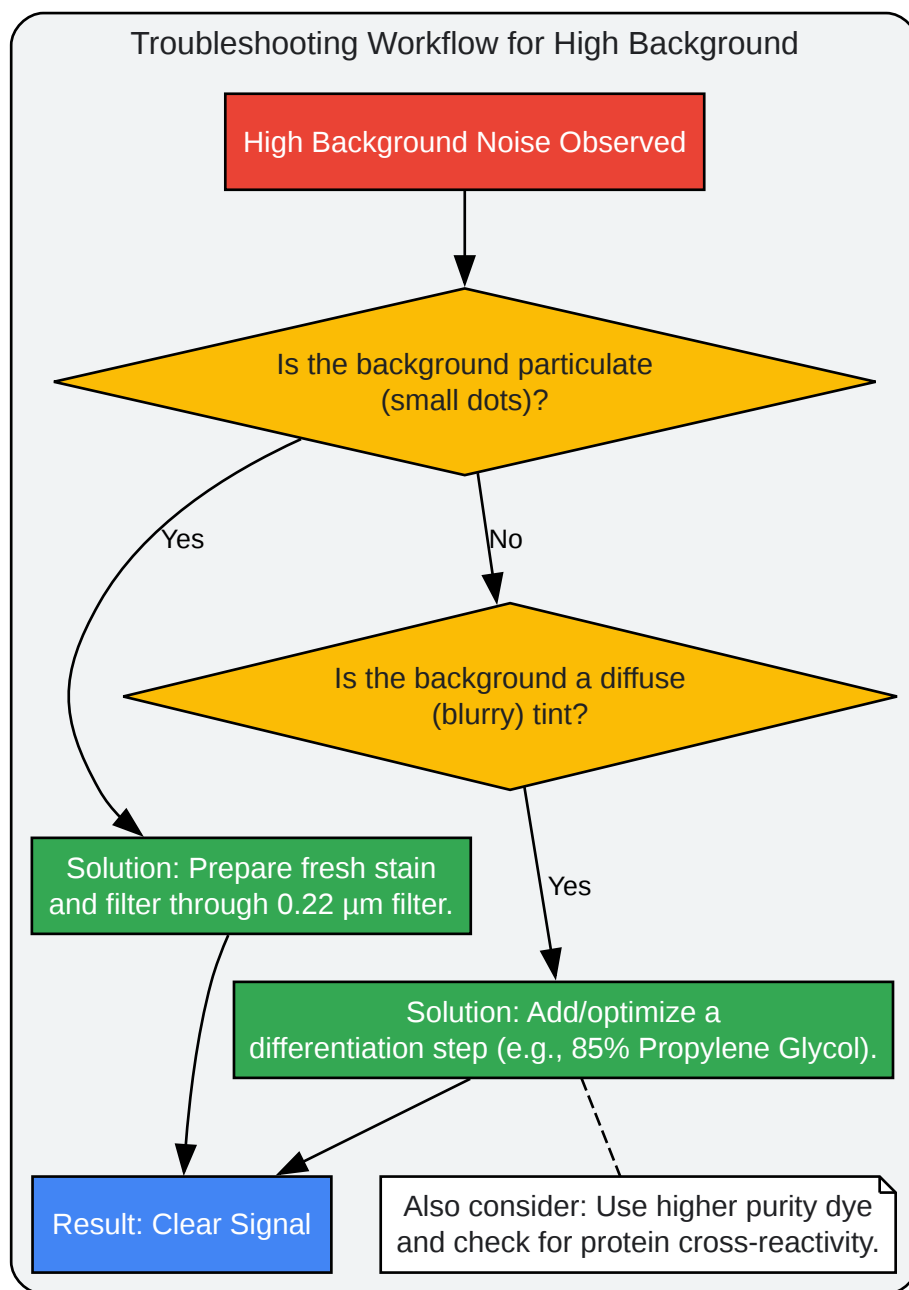 Troubleshooting Workflow for High Background
High Background Noise Observed
Is the background particulate
(small dots)?
Yes
No
Is the background a diffuse
(blurry) tint?
Solution: Prepare fresh stain
and filter through 0.22 µm filter.
Yes
Solution: Add/optimize a
differentiation step (e.g., 85% Propylene Glycol).
Result: Clear Signal
Also consider: Use higher purity dye
and check for protein cross-reactivity.